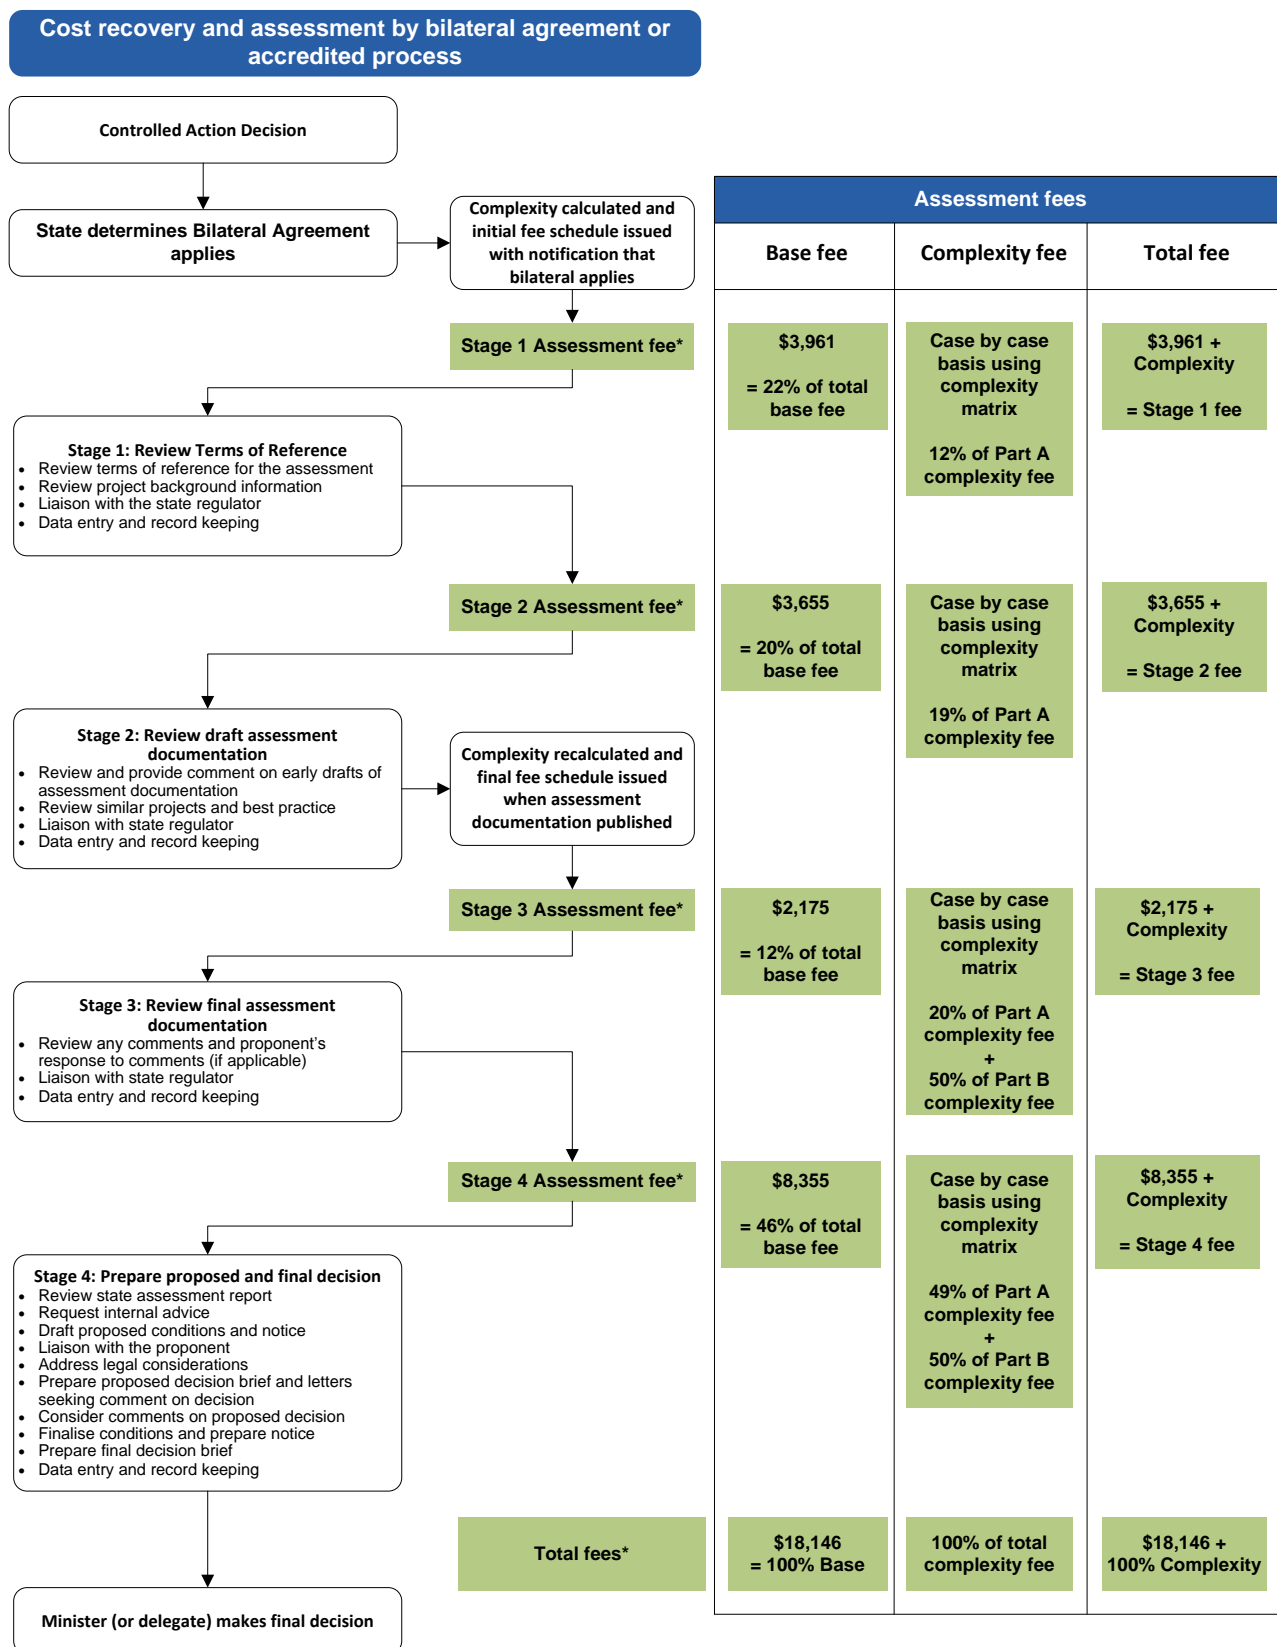 Cost recovery and assessment by bilateral agreement or
accredited process
Controlled Action Decision
State determines Bilateral Agreement
applies
Complexity calculated and
initial fee schedule issued
with notification that
bilateral applies
Assessment fees
Base fee
Complexity fee
Total fee
Stage 1 Assessment fee*
$3,961
= 22% of total
base fee
Case by case
basis using
complexity
matrix
12% of Part A
complexity fee
$3,961 +
Complexity
= Stage 1 fee
Stage 1: Review Terms of Reference
• Review terms of reference for the assessment
• Review project background information
• Liaison with the state regulator
• Data entry and record keeping
Stage 2 Assessment fee*
$3,655
= 20% of total
base fee
Case by case
basis using
complexity
matrix
19% of Part A
complexity fee
$3,655 +
Complexity
= Stage 2 fee
Stage 2: Review draft assessment
documentation
• Review and provide comment on early drafts of
assessment documentation
• Review similar projects and best practice
• Liaison with state regulator
• Data entry and record keeping
Complexity recalculated and
final fee schedule issued
when assessment
documentation published
Stage 3 Assessment fee*
$2,175
= 12% of total
base fee
Case by case
basis using
complexity
matrix
20% of Part A
complexity fee
+
50% of Part B
complexity fee
$2,175 +
Complexity
= Stage 3 fee
Stage 3: Review final assessment
documentation
• Review any comments and proponent's
response to comments (if applicable)
• Liaison with state regulator
• Data entry and record keeping
Stage 4 Assessment fee*
$8,355
= 46% of total
base fee
Case by case
basis using
complexity
matrix
49% of Part A
complexity fee
+
50% of Part B
complexity fee
$8,355 +
Complexity
= Stage 4 fee
Stage 4: Prepare proposed and final decision
• Review state assessment report
• Request internal advice
• Draft proposed conditions and notice
• Liaison with the proponent
• Address legal considerations
• Prepare proposed decision brief and letters
seeking comment on decision
• Consider comments on proposed decision
• Finalise conditions and prepare notice
• Prepare final decision brief
• Data entry and record keeping
Total fees*
$18,146
= 100% Base
100% of total
complexity fee
$18,146 +
100% Complexity
Minister (or delegate) makes final decision